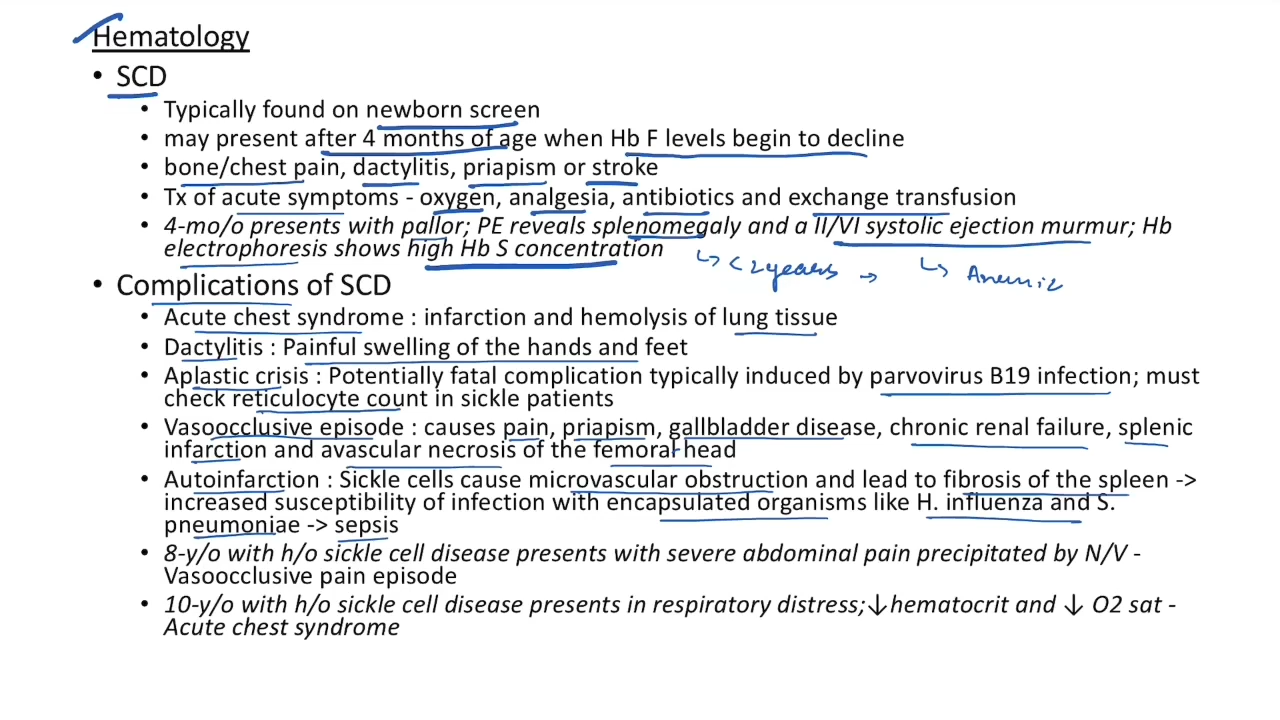 Hematology
• SCD
• Typically found on newborn screen
• may present after 4 months of age when Hb F levels begin to decline
• bone/chest pain, dactylitis, priapism or stroke
• Tx of acute symptoms - oxygen, analgesia, antibiotics and exchange transfusion
• 4-mo/o presents with pallor; PE reveals splenomegaly and a II/VI systolic ejection murmur; Hb
electrophoresis shows high Hb S concentration
↳ < 2 years → ↳ Anemic
• Complications of SCD
• Acute chest syndrome : infarction and hemolysis of lung tissue
• Dactylitis : Painful swelling of the hands and feet
• Aplastic crisis : Potentially fatal complication typically induced by parvovirus B19 infection; must
check reticulocyte count in sickle patients
• Vasoocclusive episode : causes pain, priapism, gallbladder disease, chronic renal failure, splenic
infarction and avascular necrosis of the femoral head
• Autoinfarction : Sickle cells cause microvascular obstruction and lead to fibrosis of the spleen ->
increased susceptibility of infection with encapsulated organisms like H. influenza and S.
pneumoniae -> sepsis
• 8-y/o with h/o sickle cell disease presents with severe abdominal pain precipitated by N/V -
Vasoocclusive pain episode
• 10-y/o with h/o sickle cell disease presents in respiratory distress;↓hematocrit and ↓ O2 sat -
Acute chest syndrome